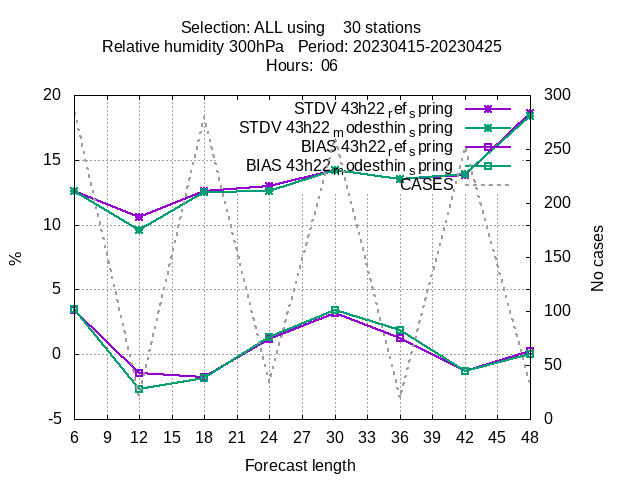 Selection: ALL using    30 stations
Relative humidity 300hPa   Period: 20230415-20230425
Hours:  06
STDV 43h22_ref_spring
STDV 43h22_modesthin_spring
BIAS 43h22_ref_spring
BIAS 43h22_modesthin_spring
CASES
20
15
10
5
0
-5
%
300
250
200
150
100
50
0
No cases
6 9 12 15 18 21 24 27 30 33 36 39 42 45 48
Forecast length